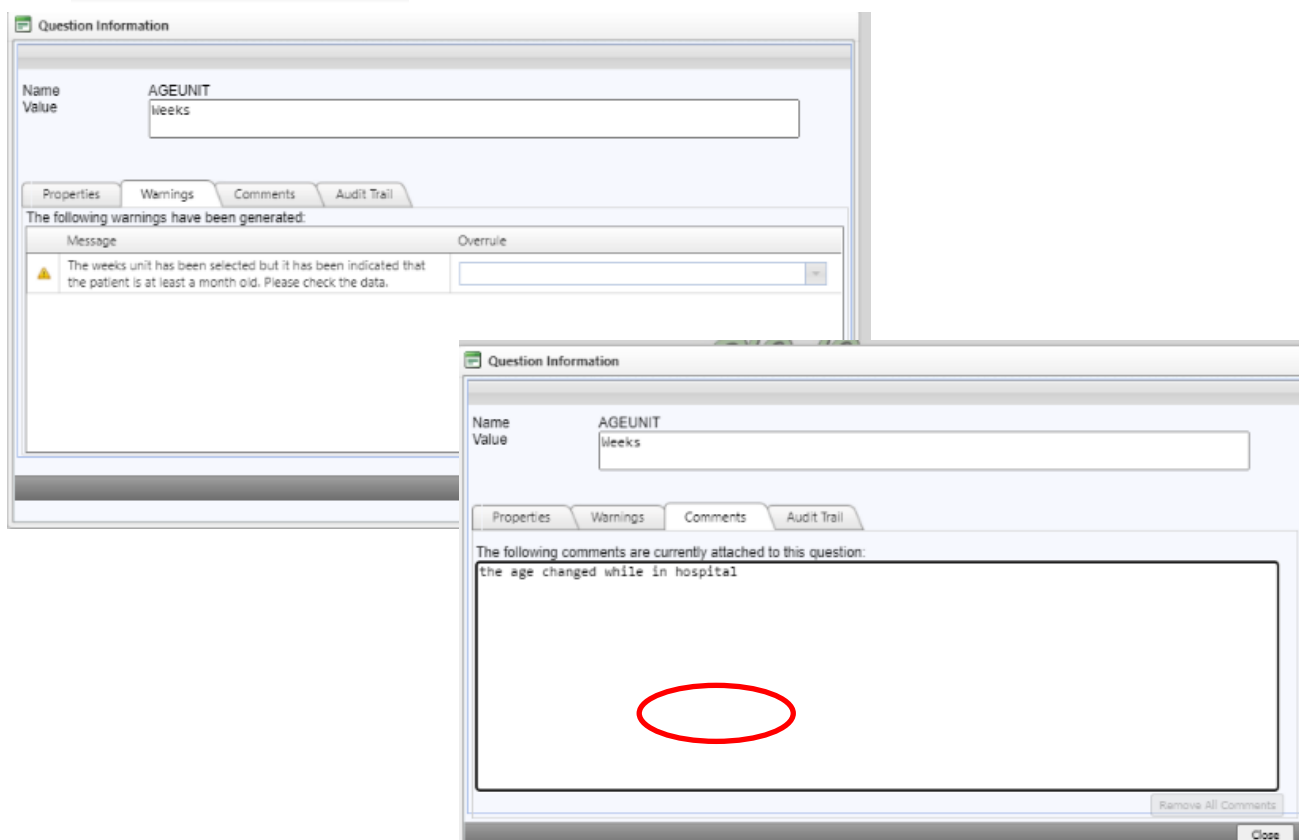 Question Information
Name AGEUNIT
Value Weeks
Properties Warnings Comments Audit Trail
The following warnings have been generated:
Message Overrule
The weeks unit has been selected but it has been indicated that
the patient is at least a month old. Please check the data.
Question Information
Name AGEUNIT
Value Weeks
Properties Warnings Comments Audit Trail
The following comments are currently attached to this question:
the age changed while in hospital
Remove All Comments
Close